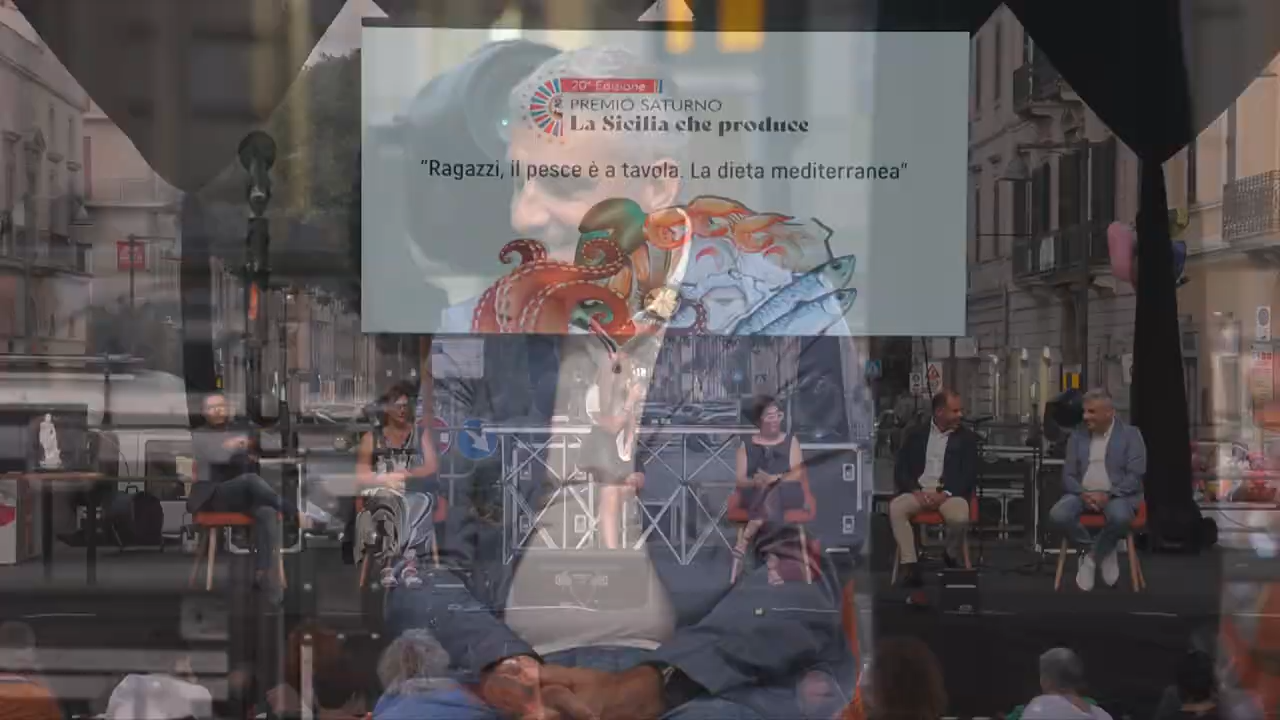 20ª Edizione
PREMIO SATURNO
La Sicilia che produce
“Ragazzi, il pesce è a tavola. La dieta mediterranea”